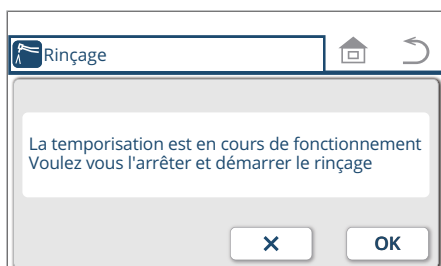 Rinçage
La temporisation est en cours de fonctionnement
Voulez vous l'arrêter et démarrer le rinçage
OK